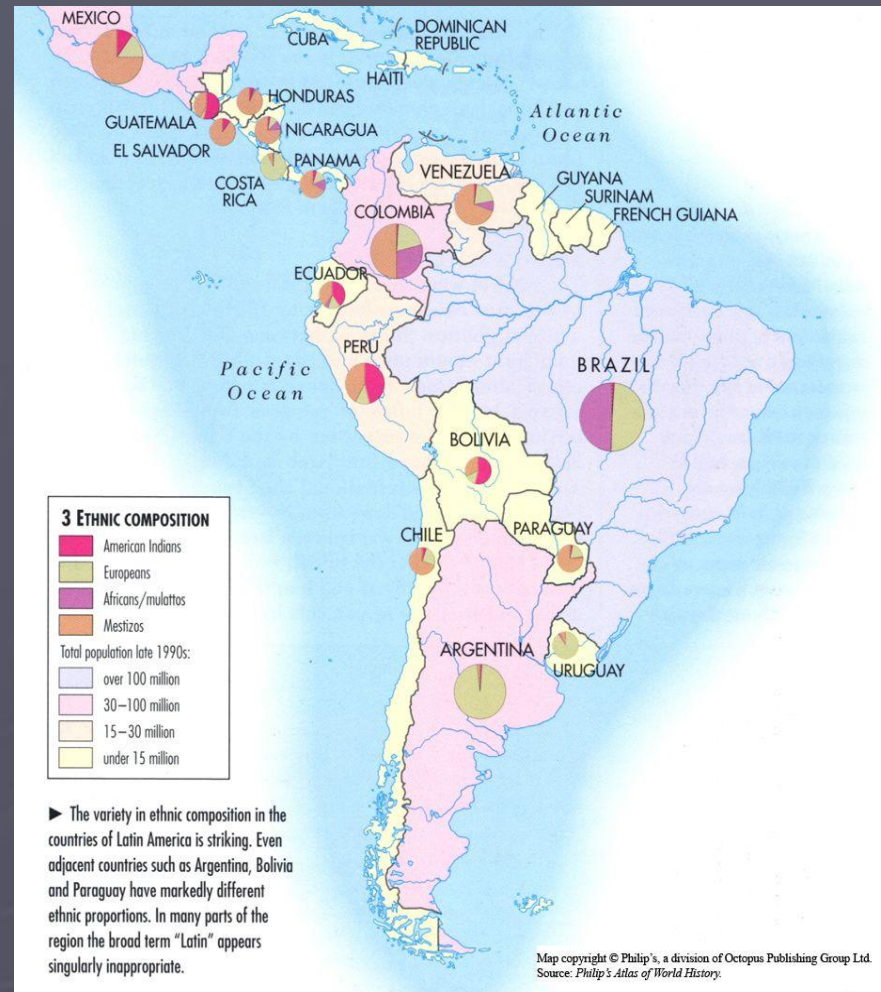 MEXICO
CUBA
DOMINICAN
REPUBLIC
HAITI
HONDURAS
GUATEMALA
EL SALVADOR
NICARAGUA
COSTA
RICA
PANAMA
Atlantic
Ocean
VENEZUELA
GUYANA
SURINAM
FRENCH GUIANA
COLOMBIA
ECUADOR
PERU
Pacific
Ocean
BRAZIL
BOLIVIA
CHILE
PARAGUAY
ARGENTINA
URUGUAY
3 ETHNIC COMPOSITION
American Indians
Europeans
Africans/mulattos
Mestizos
Total population late 1990s:
over 100 million
30–100 million
15–30 million
under 15 million
► The variety in ethnic composition in the
countries of Latin America is striking. Even
adjacent countries such as Argentina, Bolivia
and Paraguay have markedly different
ethnic proportions. In many parts of the
region the broad term “Latin” appears
singularly inappropriate.
Map copyright © Philip's, a division of Octopus Publishing Group Ltd.
Source: Philip's Atlas of World History.